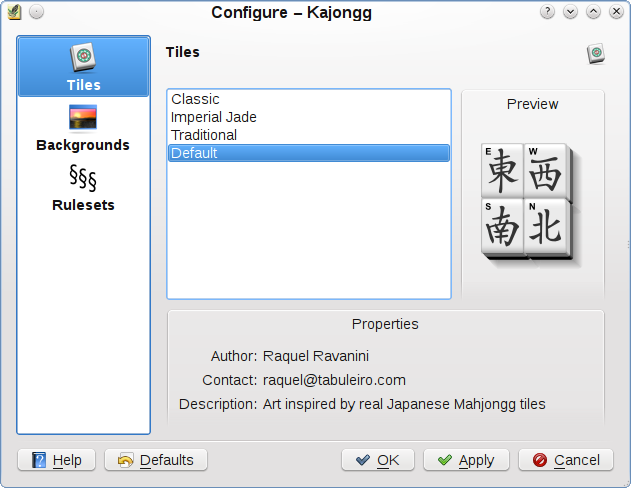 Configure – Kajongg
Tiles
Backgrounds
§§§
Rulesets
Tiles
Classic
Imperial Jade
Traditional
Default
Preview
E W
東 西
S N
南 北
Properties
Author: Raquel Ravanini
Contact: raquel@tabuleiro.com
Description: Art inspired by real Japanese Mahjongg tiles
Help Defaults OK Apply Cancel